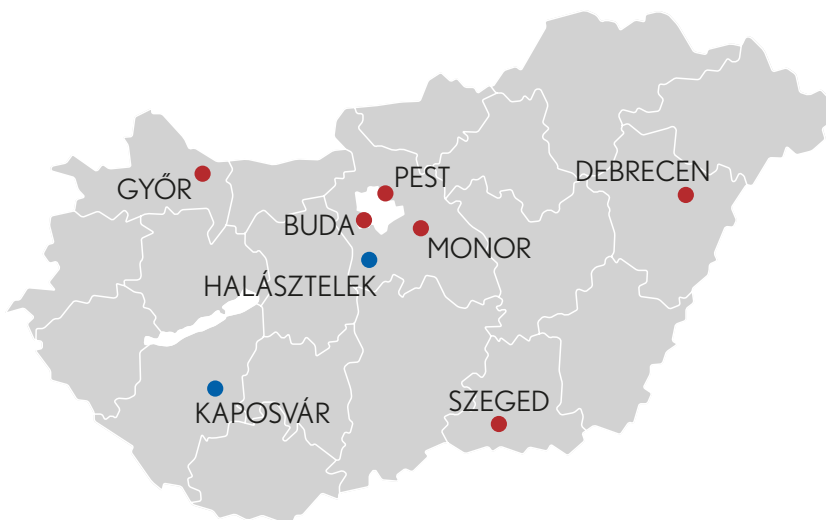 DEBRECEN
PEST
GYŐR
BUDA
MONOR
HALÁSZTELEK
SZEGED
KAPOSVÁR